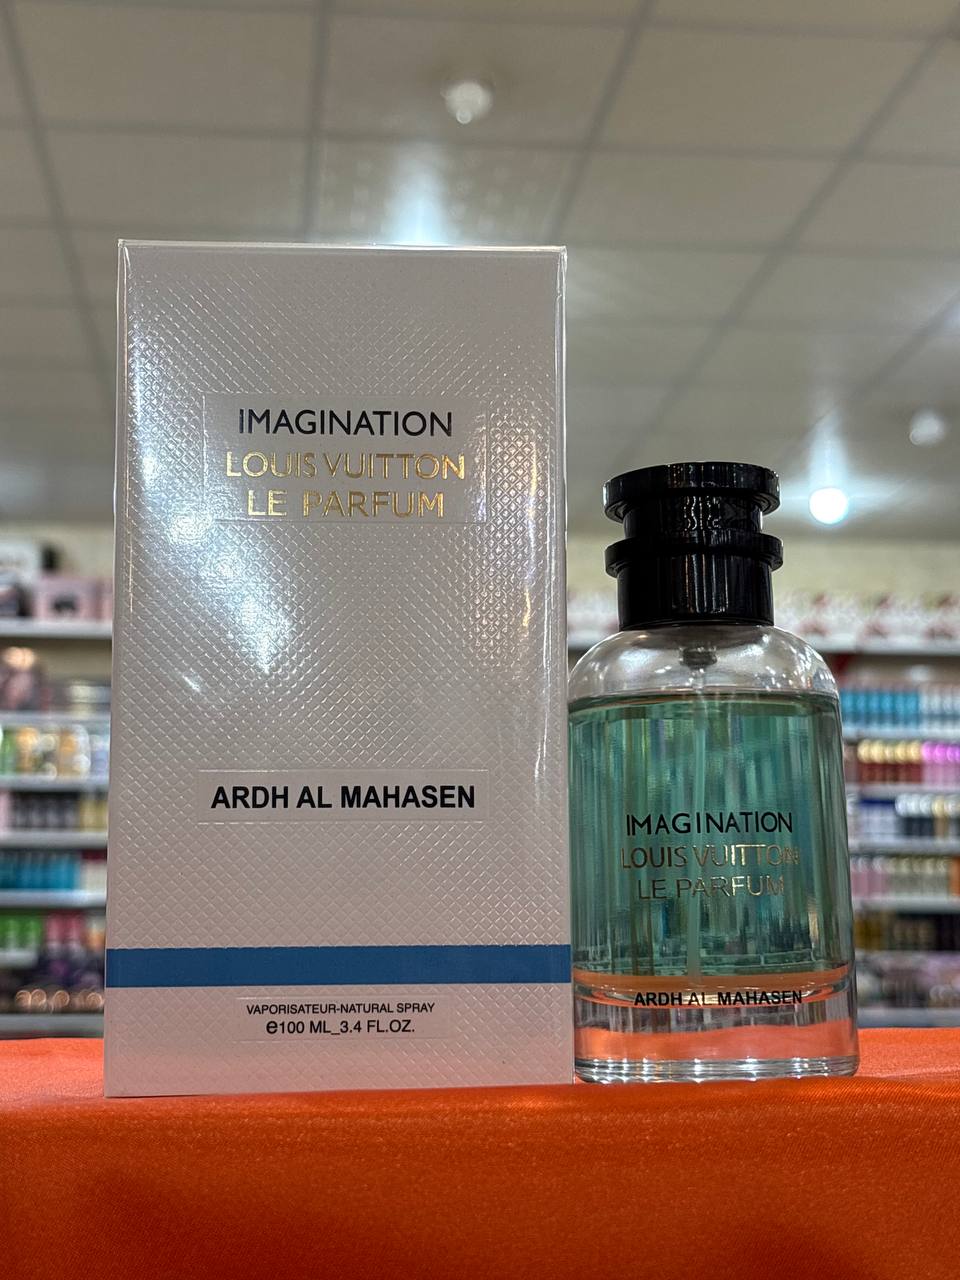 IMAGINATION
LOUIS VUITTON
LE PARFUM
ARDH AL MAHASEN
VAPORISATEUR-NATURAL SPRAY
℮100 ML_3.4 FL.OZ.
IMAGINATION
LOUIS VUITTON
LE PARFUM
ARDH AL MAHASEN